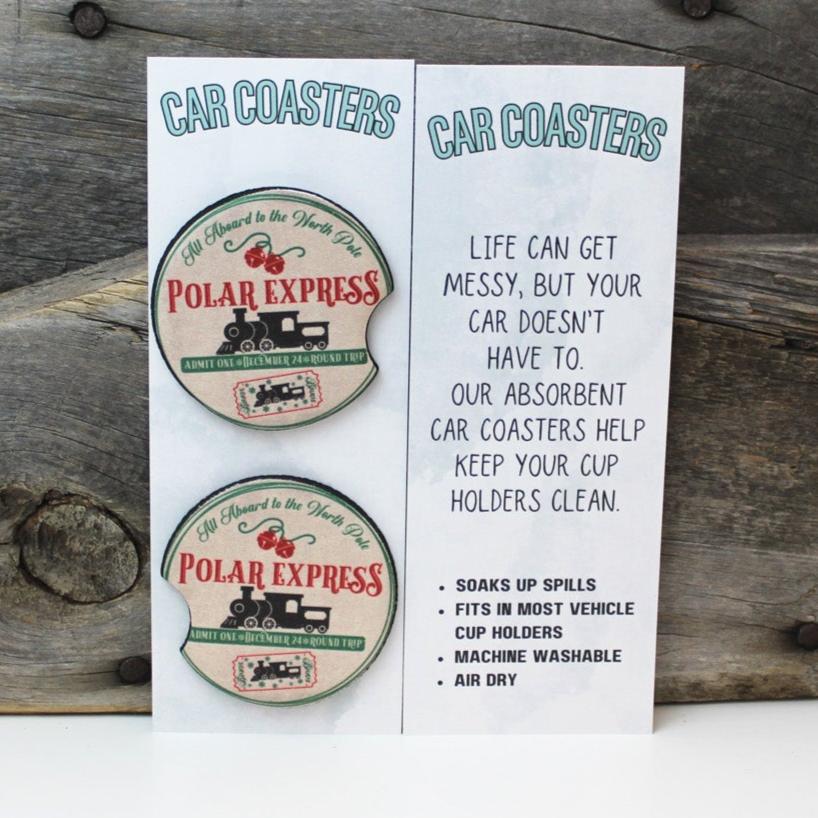 CAR COASTERS
All Aboard to the North Pole
POLAR EXPRESS
ADMIT ONE DECEMBER 24 ROUND TRIP
All Aboard to the North Pole
POLAR EXPRESS
ADMIT ONE DECEMBER 24 ROUND TRIP
CAR COASTERS
LIFE CAN GET
MESSY, BUT YOUR
CAR DOESN'T
HAVE TO.
OUR ABSORBENT
CAR COASTERS HELP
KEEP YOUR CUP
HOLDERS CLEAN.
• SOAKS UP SPILLS
• FITS IN MOST VEHICLE
CUP HOLDERS
• MACHINE WASHABLE
• AIR DRY